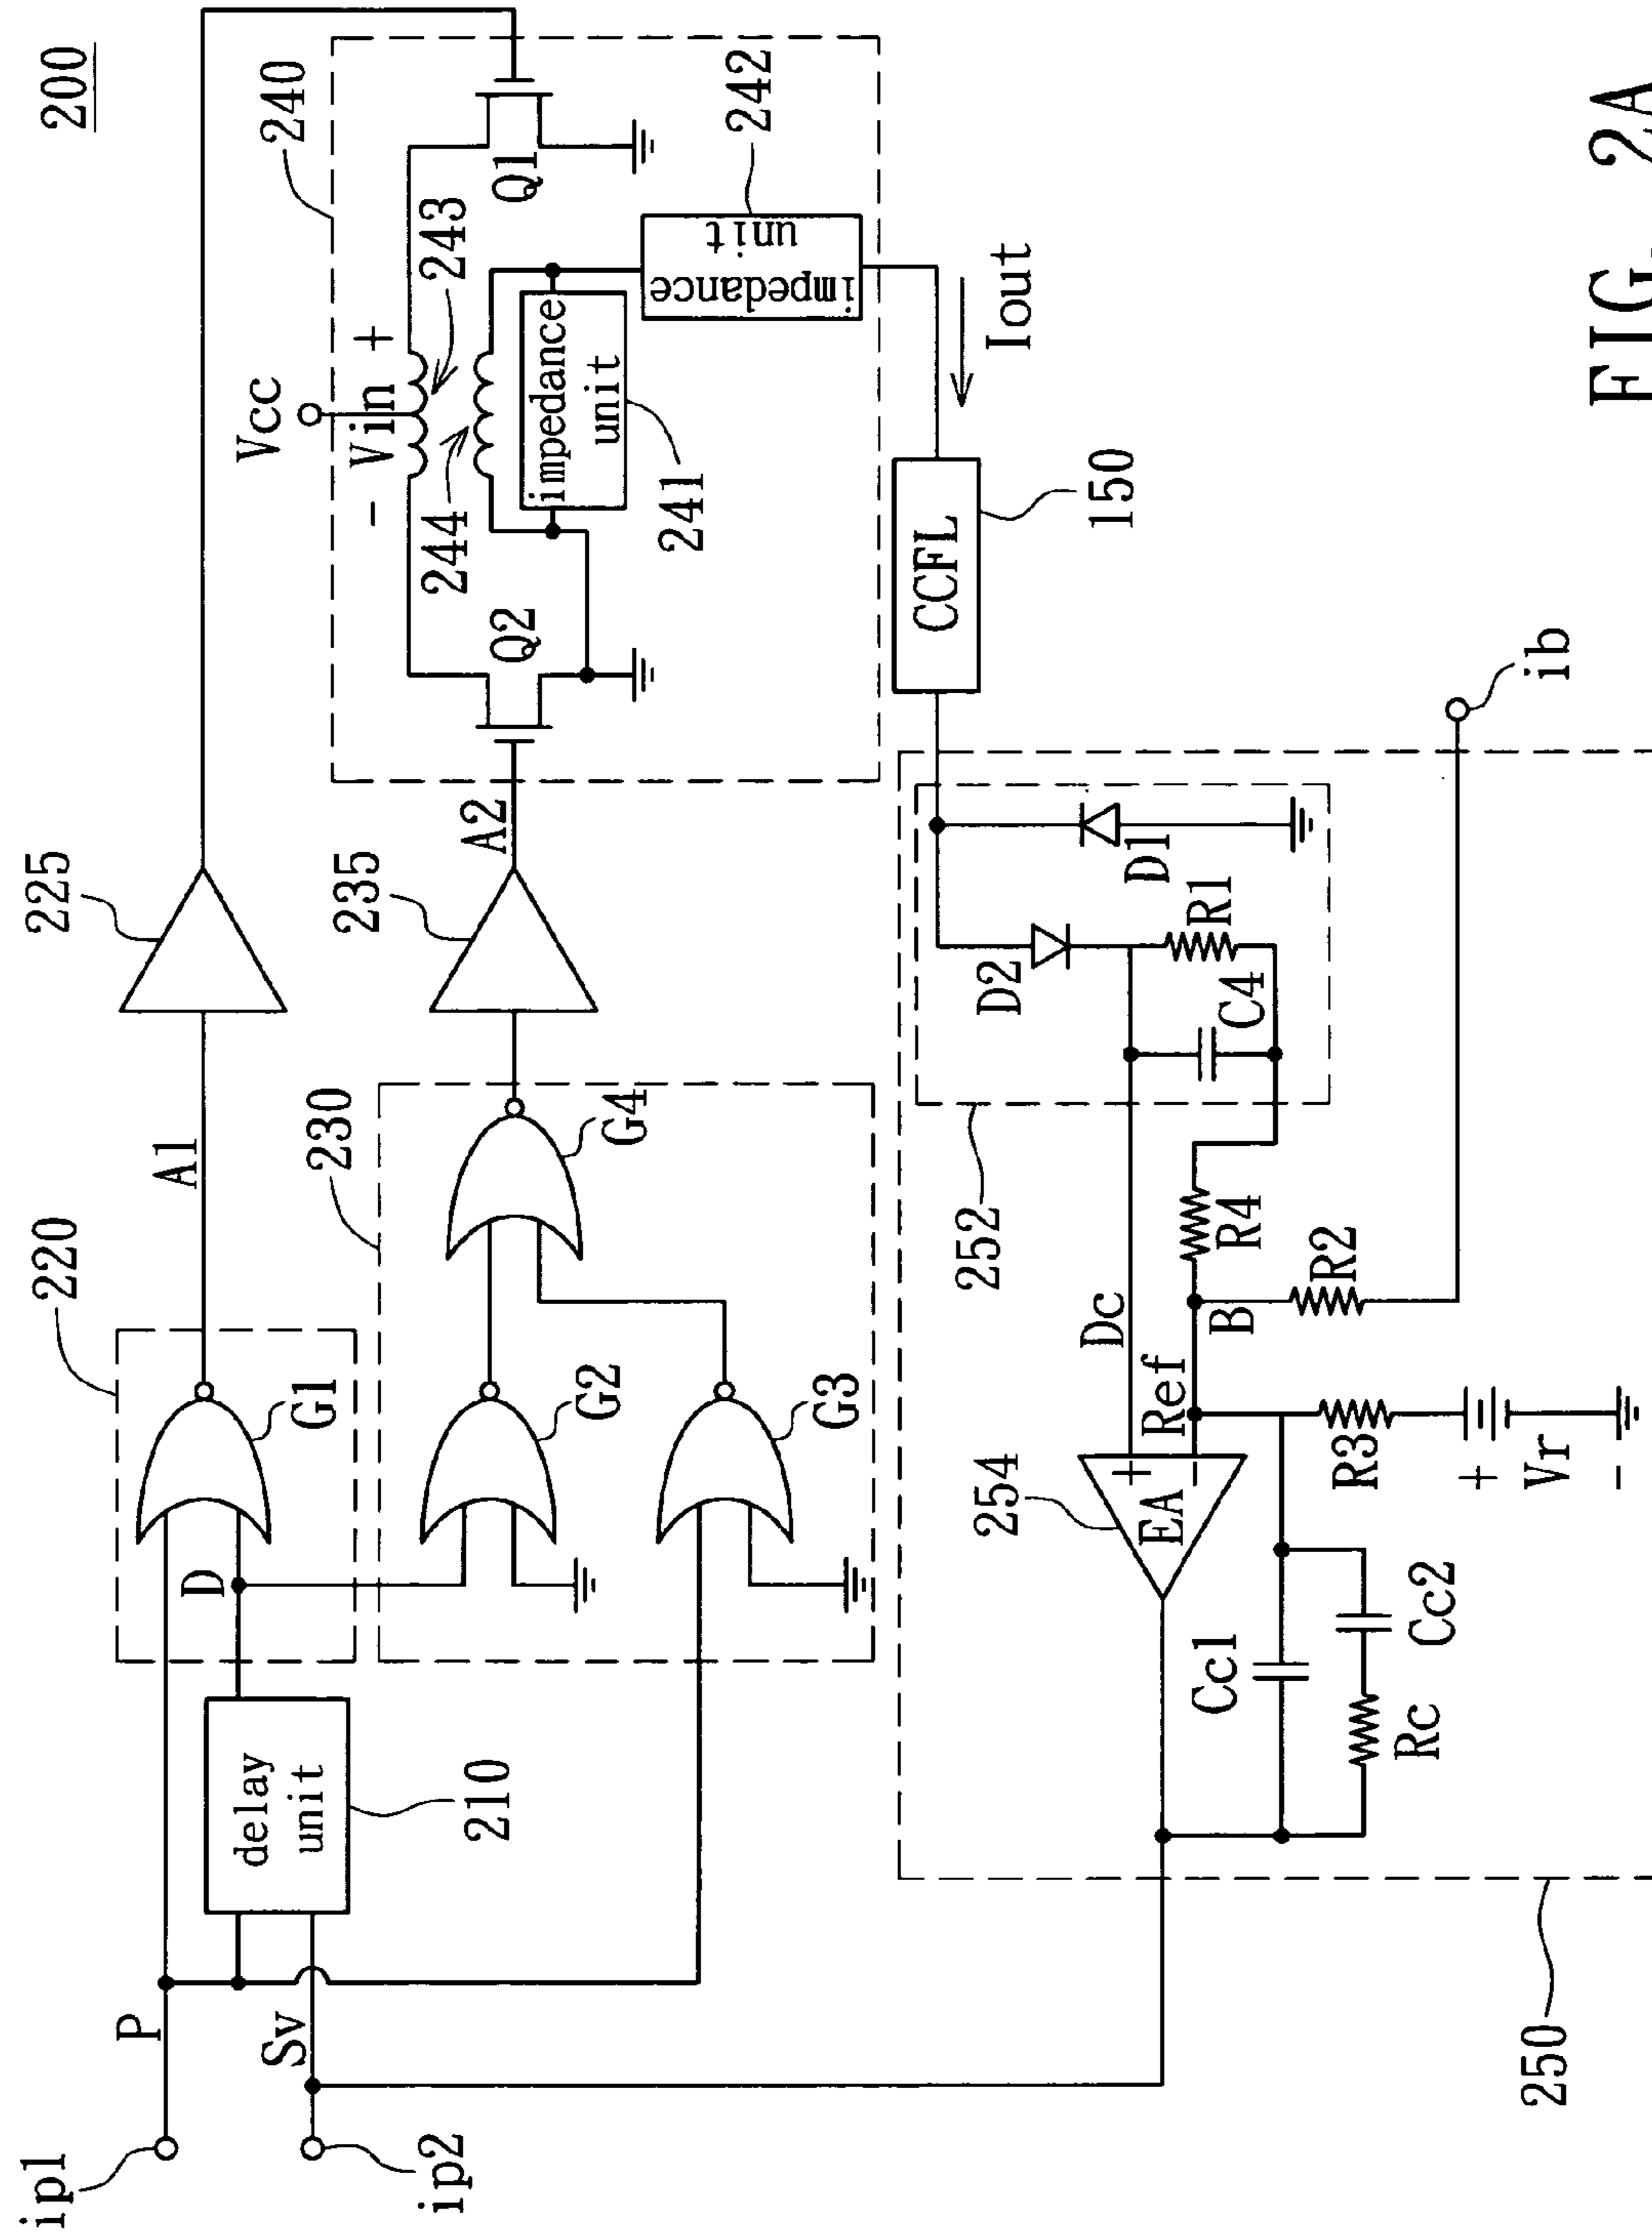 200
225
A1
220
G1
D
P
ip1
delay
unit
210
Sv
ip2
230
G2
G3
G4
235
A2
Vcc
240
- Vin +
243
244
Q1
Q2
impedance
unit
241
impedance
unit
242
Iout
CCFL
150
ib
252
D1
D2
R1
C4
R4
Dc
B
R2
Ref
254
EA
+
-
R3
+
Vr
-
Cc1
Cc2
Rc
250
FIG. 2A